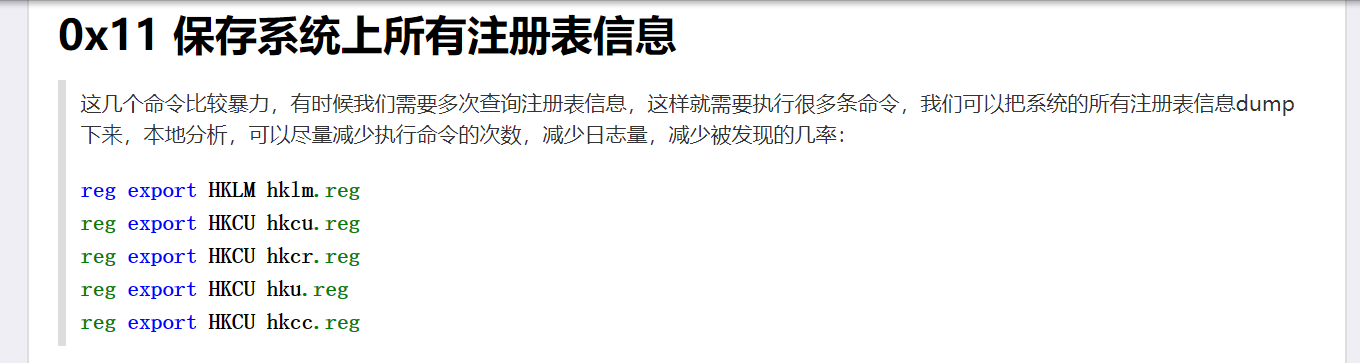 0x11 保存系统上所有注册表信息
这几个命令比较暴力，有时候我们需要多次查询注册表信息，这样就需要执行很多条命令，我们可以把系统的所有注册表信息dump
下来，本地分析，可以尽量减少执行命令的次数，减少日志量，减少被发现的几率：
reg export HKLM hklm.reg
reg export HKCU hkcu.reg
reg export HKCU hkcr.reg
reg export HKCU hku.reg
reg export HKCU hkcc.reg